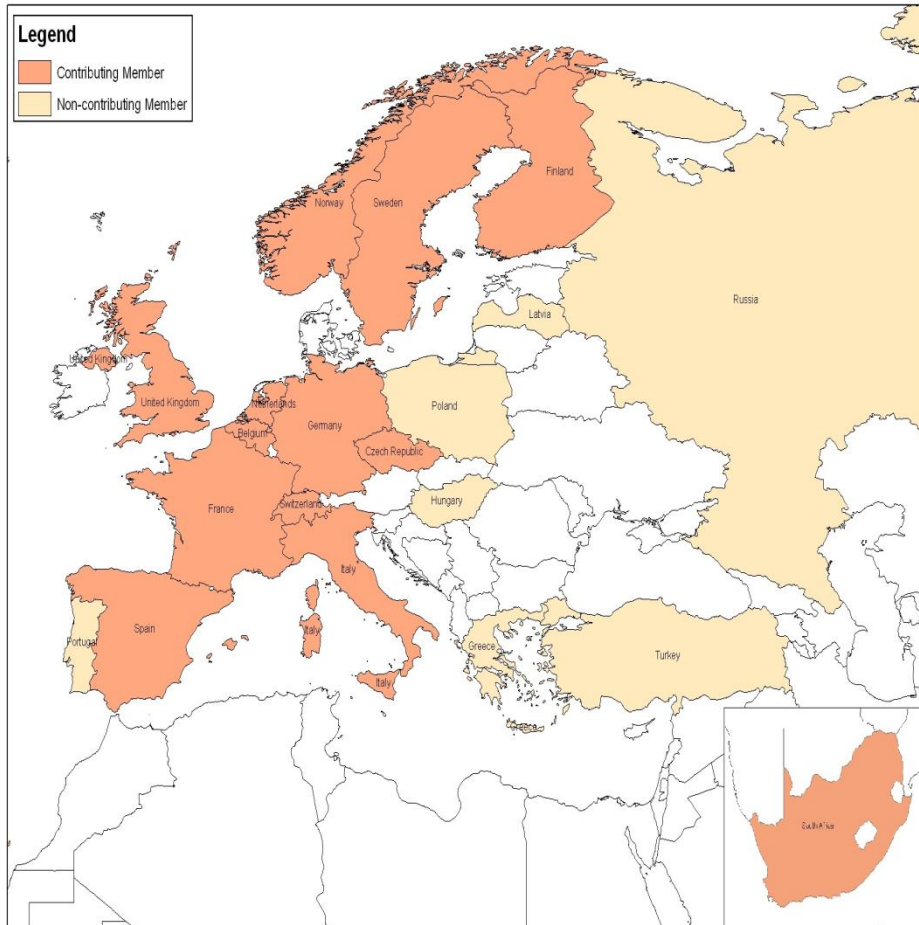 Legend
Contributing Member
Non-contributing Member
Finland
Norway
Sweden
Russia
Latvia
United Kingdom
United Kingdom
Netherlands
Poland
Germany
Belgium
Czech Republic
Hungary
Switzerland
France
Italy
Spain
Portugal
Italy
Greece
Turkey
Italy
Greece
South Africa